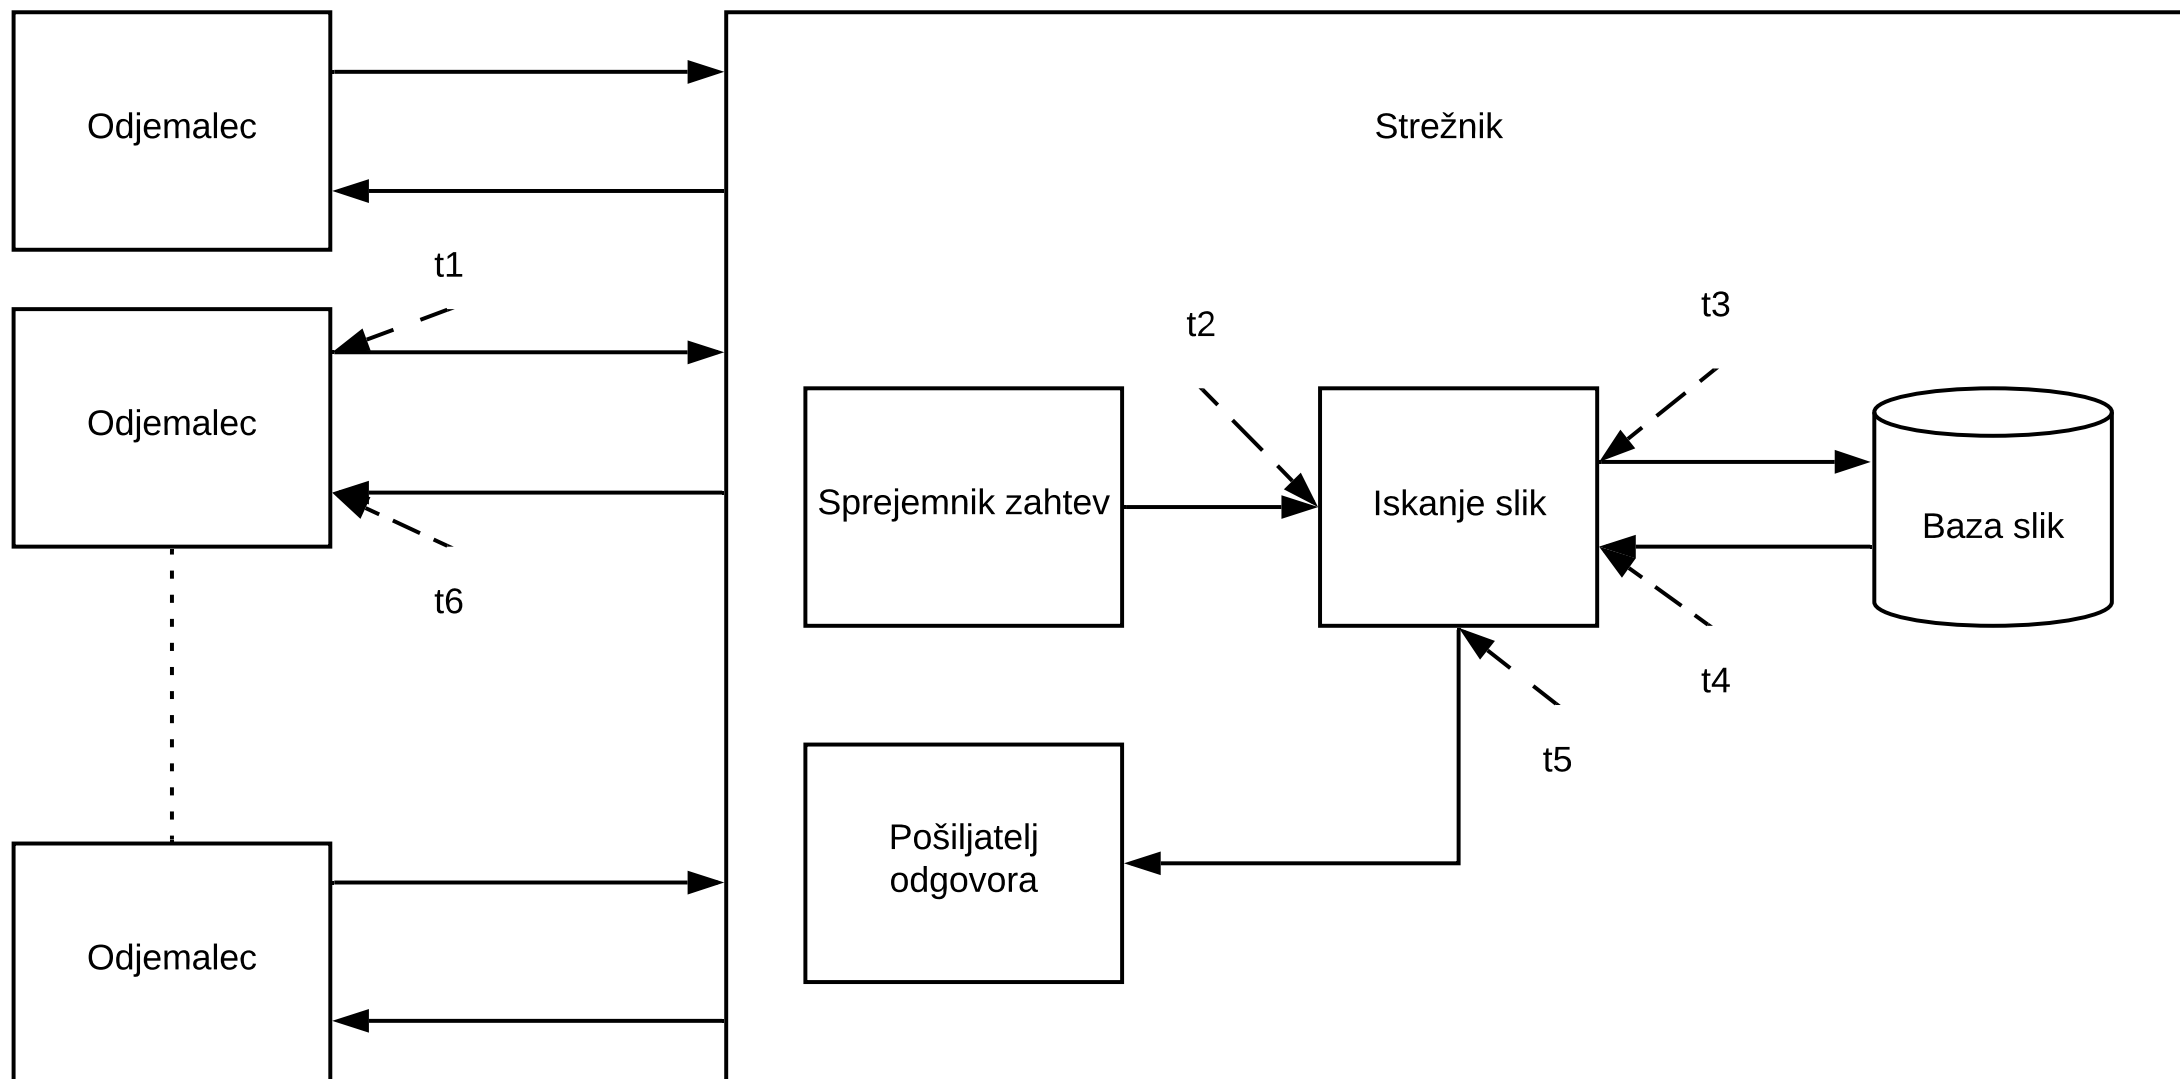 Odjemalec
Strežnik
t1
t2
t3
Odjemalec
Sprejemnik zahtev
Iskanje slik
Baza slik
t6
t4
t5
Pošiljatelj
odgovora
Odjemalec